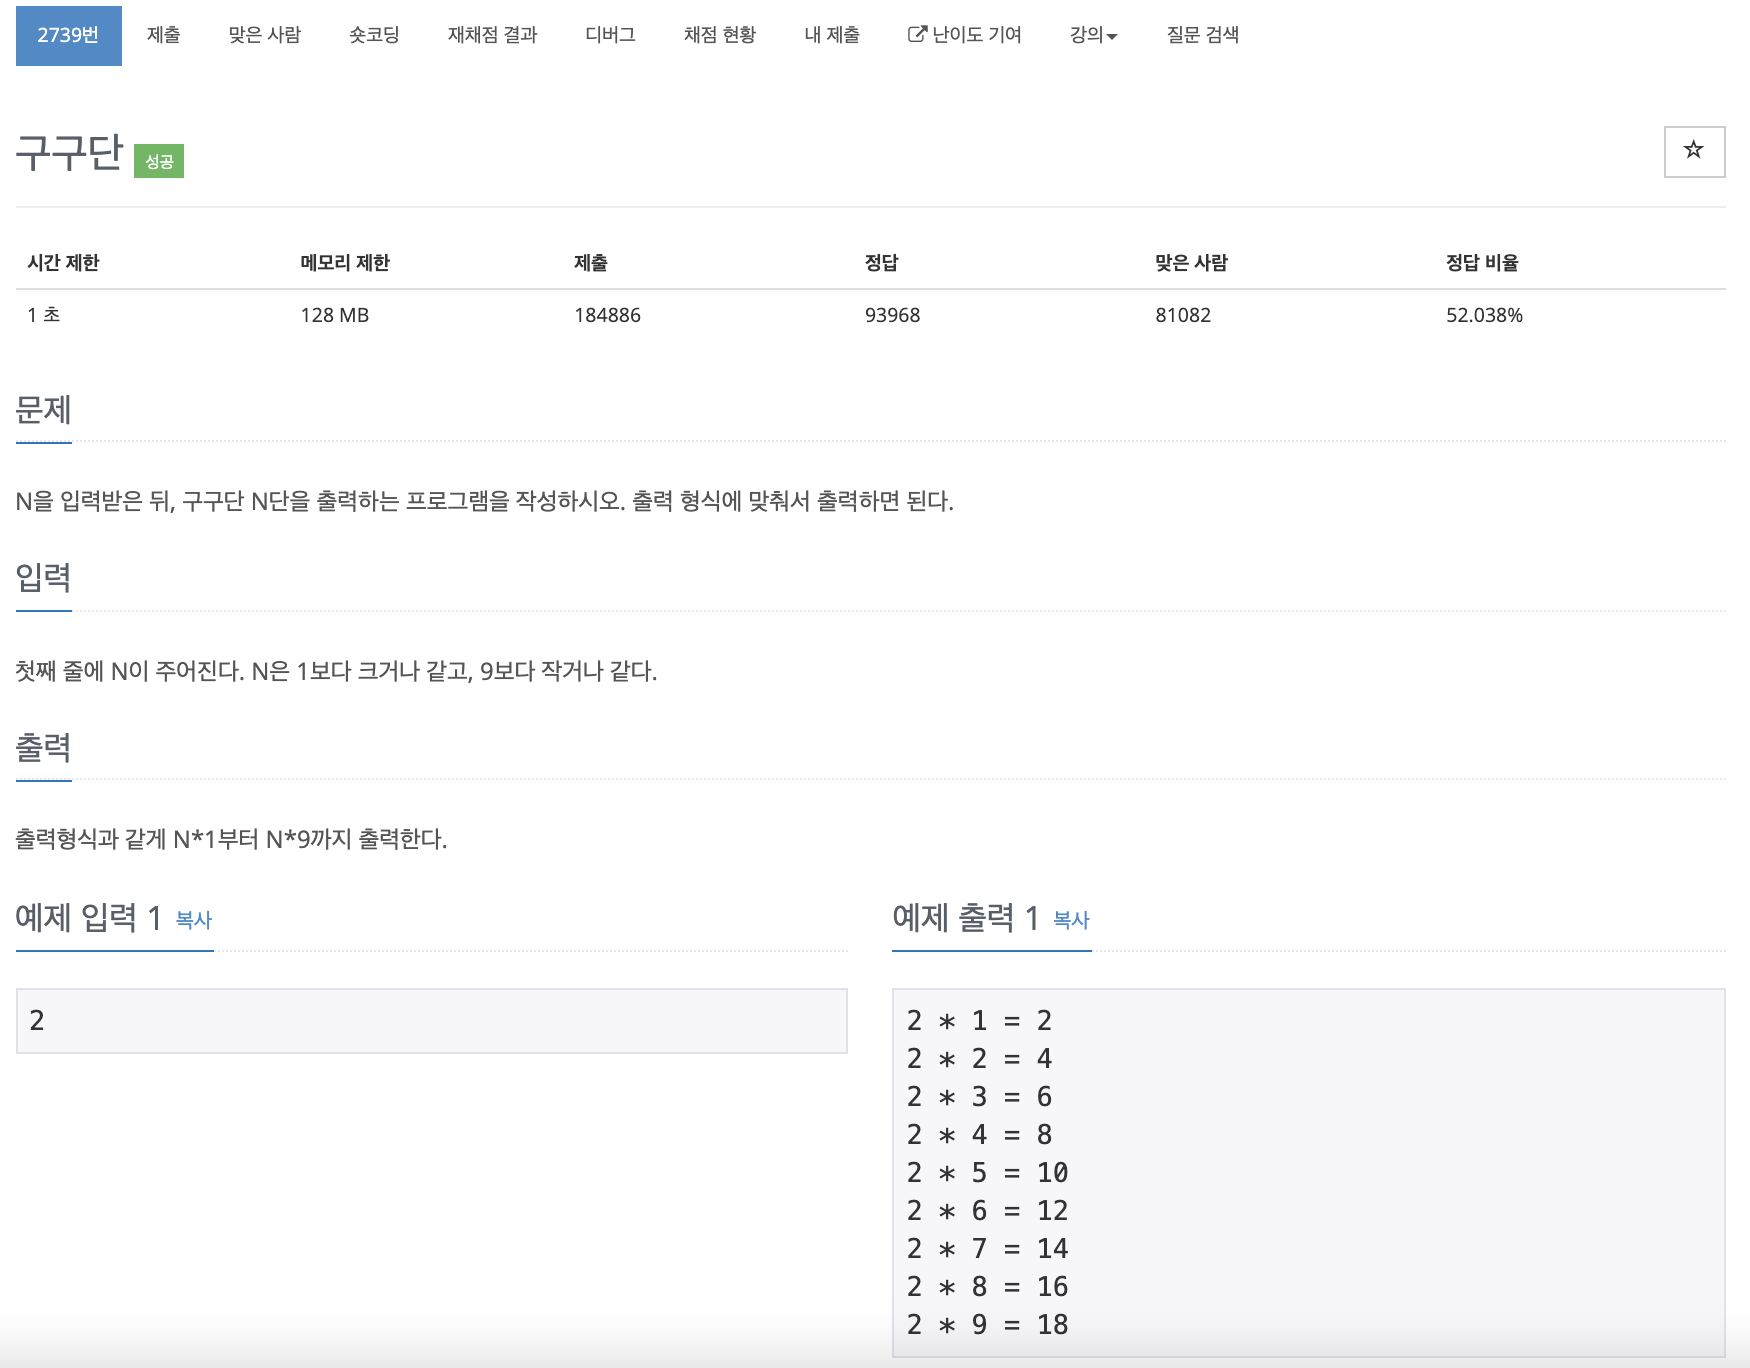 2739번 제출 맞은 사람 숏코딩 재채점 결과 디버그 채점 현황 내 제출 난이도 기여 강의 질문 검색
구구단 성공
시간 제한 메모리 제한 제출 정답 맞은 사람 정답 비율
1 초 128 MB 184886 93968 81082 52.038%
문제
N을 입력받은 뒤, 구구단 N단을 출력하는 프로그램을 작성하시오. 출력 형식에 맞춰서 출력하면 된다.
입력
첫째 줄에 N이 주어진다. N은 1보다 크거나 같고, 9보다 작거나 같다.
출력
출력형식과 같게 N*1부터 N*9까지 출력한다.
예제 입력 1 복사
2
예제 출력 1 복사
2 * 1 = 2
2 * 2 = 4
2 * 3 = 6
2 * 4 = 8
2 * 5 = 10
2 * 6 = 12
2 * 7 = 14
2 * 8 = 16
2 * 9 = 18